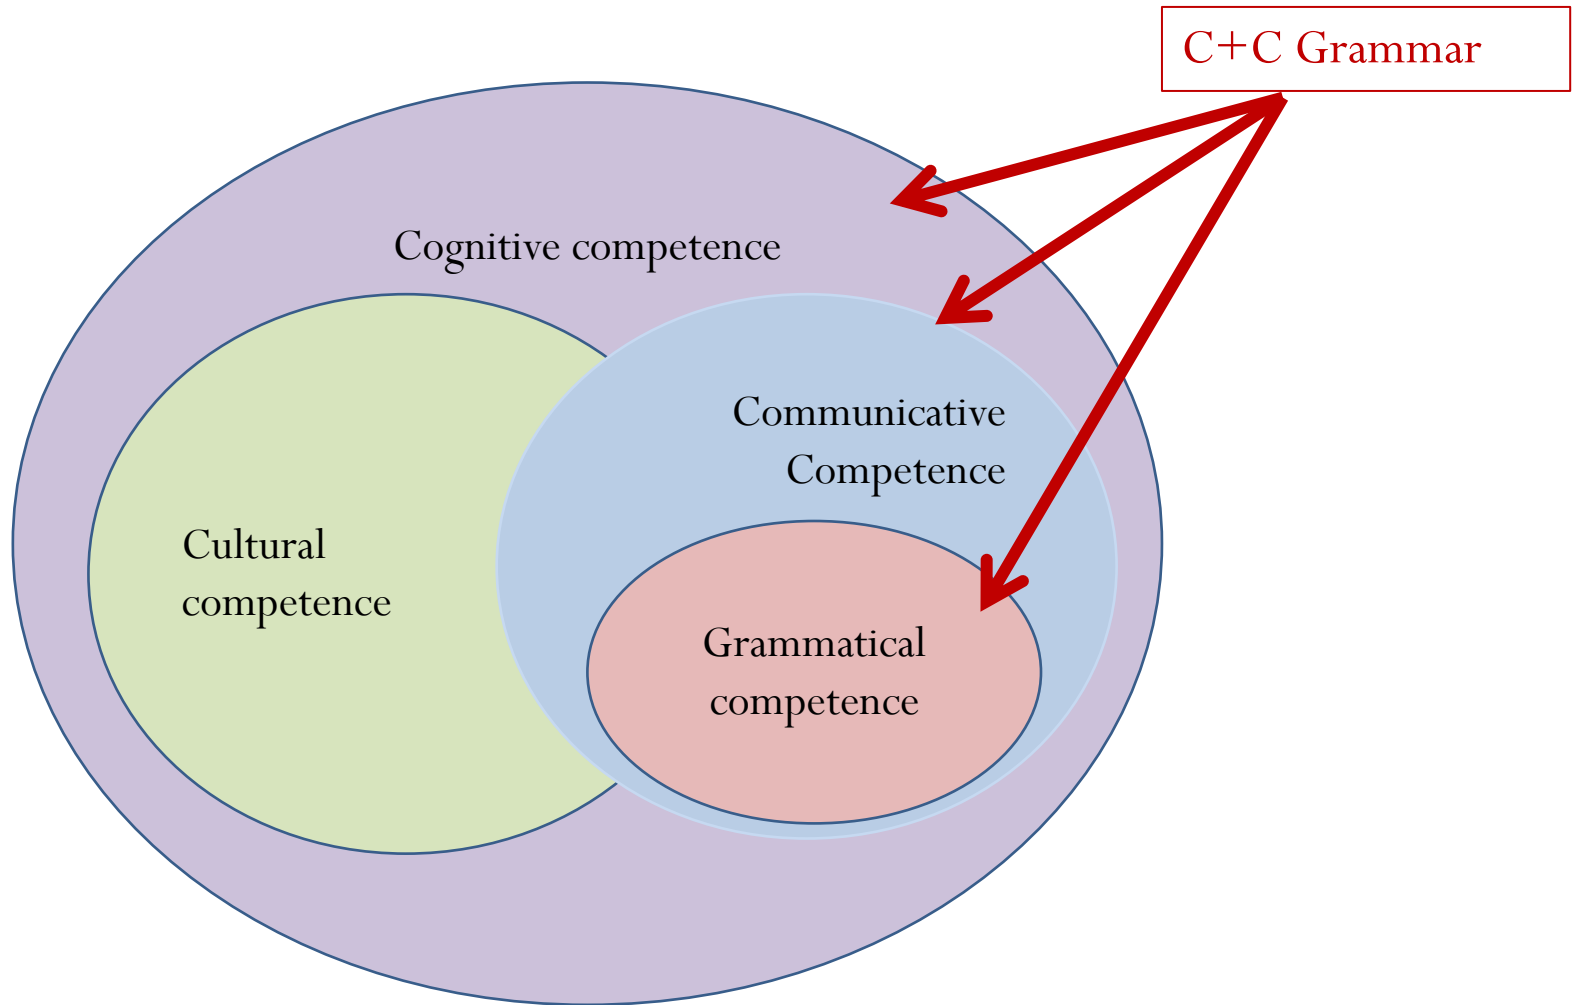 C+C Grammar
Cognitive competence
Communicative
Competence
Cultural
competence
Grammatical
competence